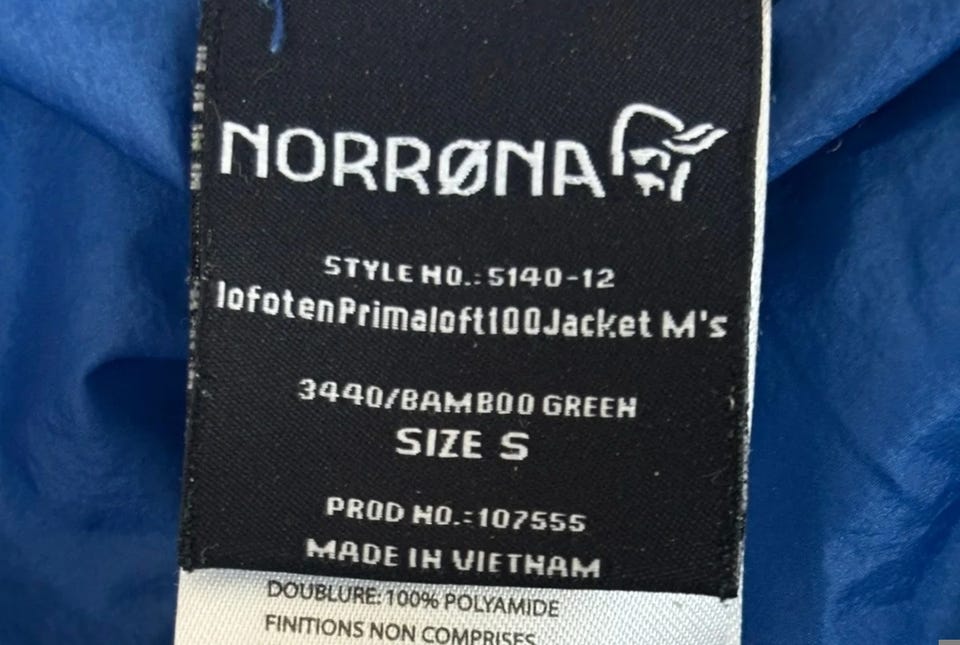 NORRØNA
STYLE NO.: 5140-12
lofotenPrimaloft100Jacket M's
3440/BAMBOO GREEN
SIZE S
PROD NO.:107555
MADE IN VIETNAM
DOUBLURE: 100% POLYAMIDE
FINITIONS NON COMPRISES